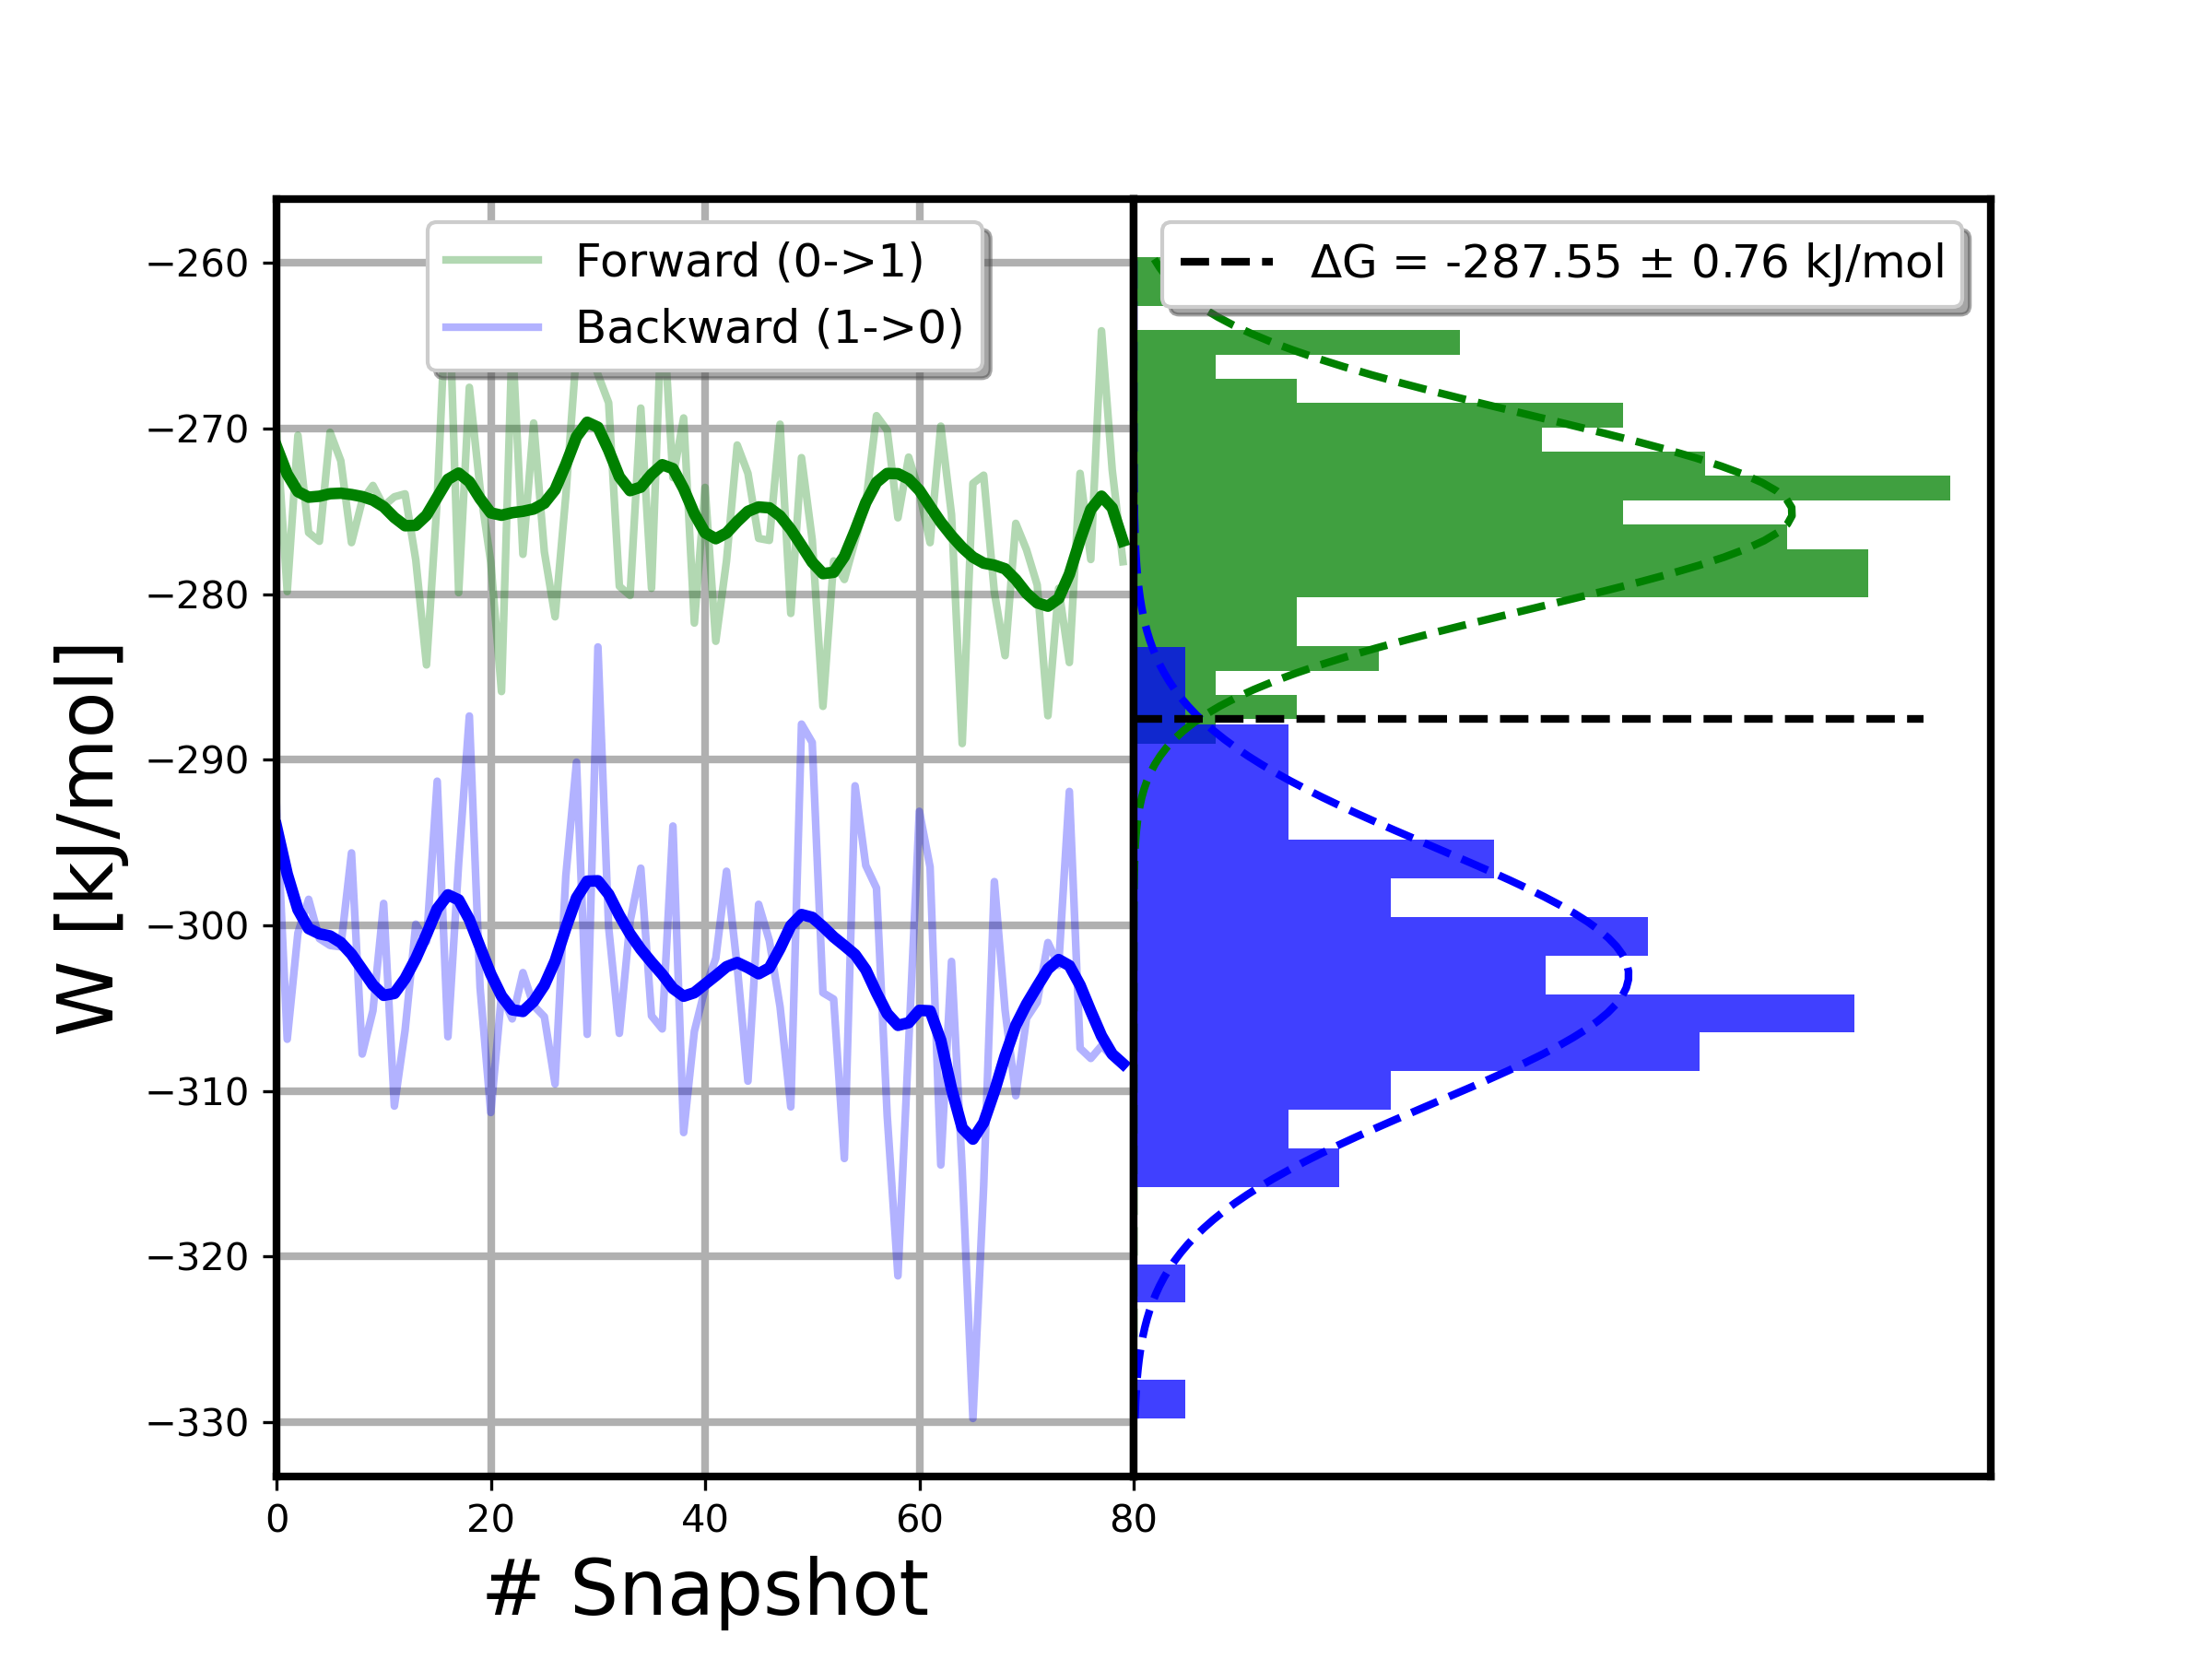 Forward (0->1)
Backward (1->0)
ΔG = -287.55 ± 0.76 kJ/mol
W [kJ/mol]
−260
−270
−280
−290
−300
−310
−320
−330
0 20 40 60 80
# Snapshot